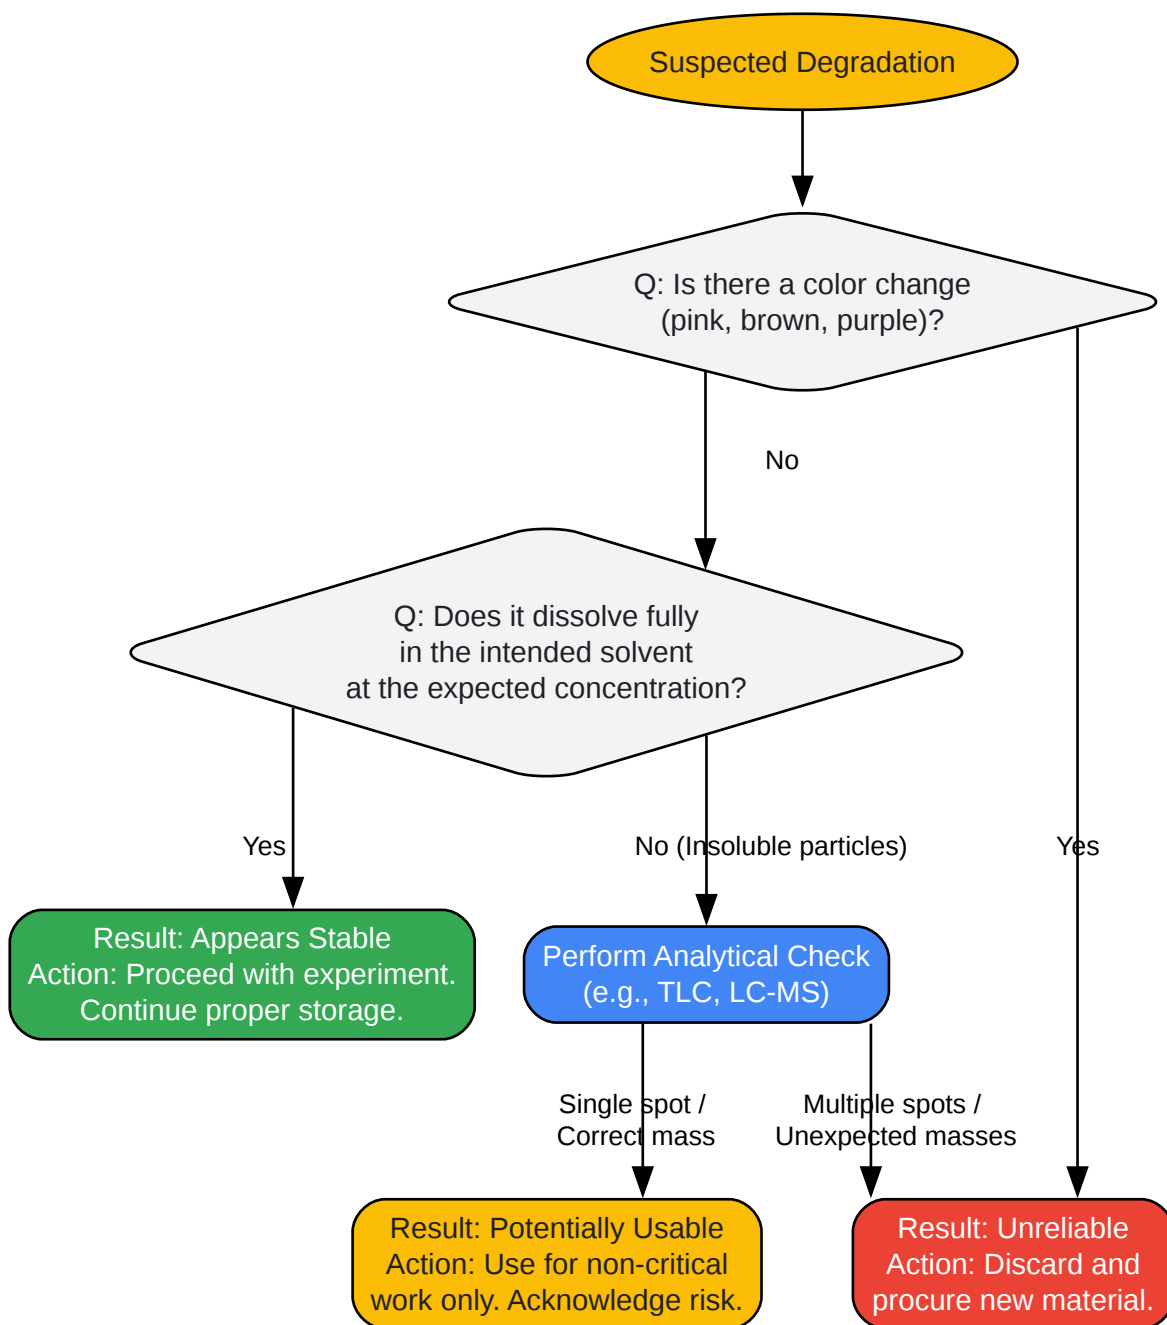 Suspected Degradation
Q: Is there a color change
(pink, brown, purple)?
No
Q: Does it dissolve fully
in the intended solvent
at the expected concentration?
Yes
No (Insoluble particles)
Yes
Result: Appears Stable
Action: Proceed with experiment.
Continue proper storage.
Perform Analytical Check
(e.g., TLC, LC-MS)
Single spot /
Correct mass
Multiple spots /
Unexpected masses
Result: Potentially Usable
Action: Use for non-critical
work only. Acknowledge risk.
Result: Unreliable
Action: Discard and
procure new material.